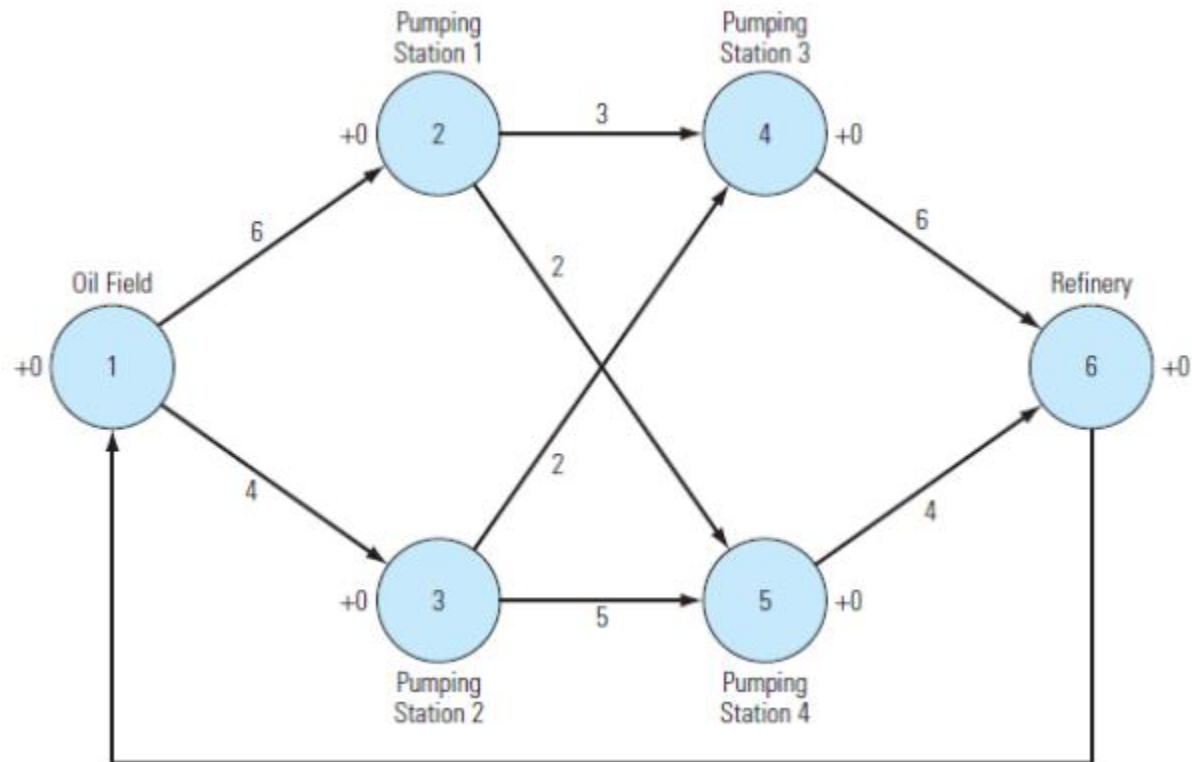 Pumping
Station 1
Pumping
Station 3
+0
2
3
4
+0
6
6
Oil Field
2
Refinery
+0
1
6
+0
2
4
4
+0
3
5
5
+0
Pumping
Station 2
Pumping
Station 4